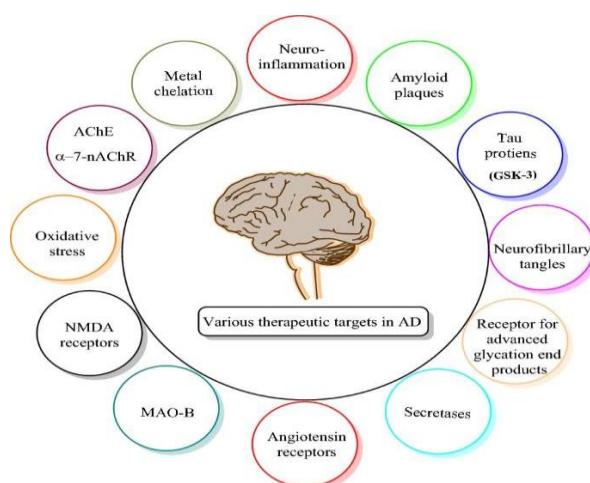 Neuro-
inflammation
Amyloid
plaques
Tau
protiens
(GSK-3)
Neurofibrillary
tangles
Receptor for
advanced
glycation end
products
Secretases
Angiotensin
receptors
MAO-B
NMDA
receptors
Oxidative
stress
AChE
α–7-nAChR
Metal
chelation
Various therapeutic targets in AD